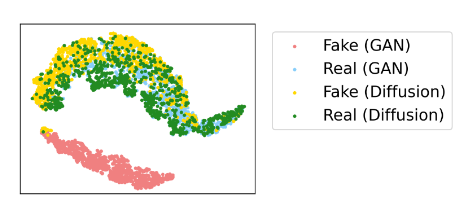 Fake (GAN)
Real (GAN)
Fake (Diffusion)
Real (Diffusion)